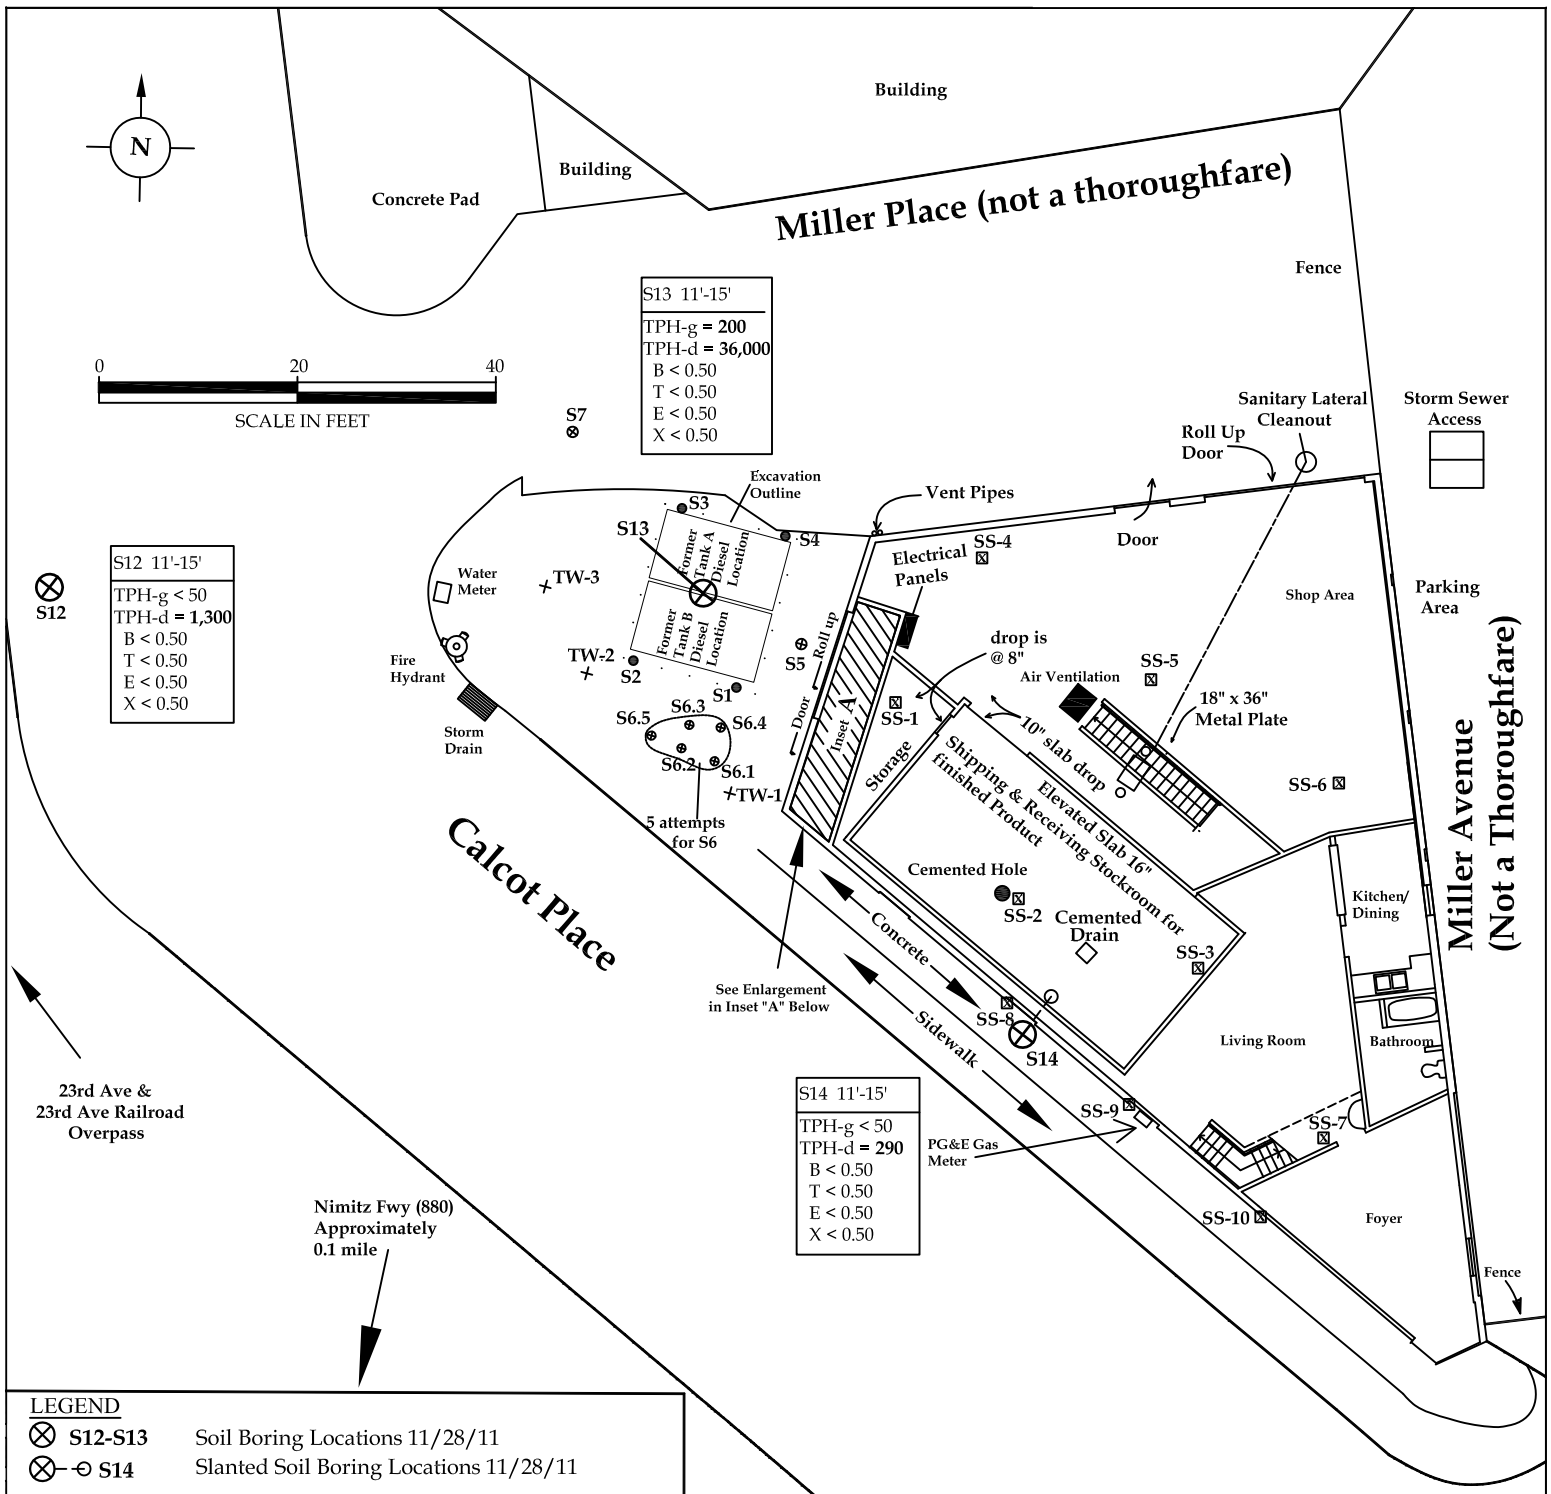 Building
N
Building
Concrete Pad
Miller Place (not a thoroughfare)
Fence
S13 11'-15'
TPH-g = 200
TPH-d = 36,000
B < 0.50
T < 0.50
E < 0.50
X < 0.50
0 20 40
SCALE IN FEET
S7
Sanitary Lateral
Cleanout
Storm Sewer
Access
Roll Up
Door
Excavation
Outline
Vent Pipes
S3
S13
S4
Door
SS-4
Electrical
Panels
Former
Tank A
Diesel
Location
S12 11'-15'
TPH-g < 50
TPH-d = 1,300
B < 0.50
T < 0.50
E < 0.50
X < 0.50
S12
Water
Meter
TW-3
Shop Area
Parking
Area
Former
Tank B
Diesel
Location
Roll up
Door
S5
drop is
@ 8"
Fire
Hydrant
TW-2
S2
S1
Air Ventilation
SS-5
18" x 36"
Metal Plate
SS-1
Inset A
S6.5
S6.3
S6.4
S6.2
S6.1
Storm
Drain
Storage
10" slab drop
Elevated Slab 16"
Shipping & Receiving Stockroom for
finished Product
SS-6
TW-1
5 attempts
for S6
Calcot Place
Miller Avenue
(Not a Thoroughfare)
Cemented Hole
SS-2
Cemented
Drain
SS-3
Kitchen/
Dining
Concrete
See Enlargement
in Inset "A" Below
SS-8
S14
Sidewalk
Living Room
Bathroom
23rd Ave &
23rd Ave Railroad
Overpass
S14 11'-15'
TPH-g < 50
TPH-d = 290
B < 0.50
T < 0.50
E < 0.50
X < 0.50
SS-9
PG&E Gas
Meter
SS-7
Nimitz Fwy (880)
Approximately
0.1 mile
SS-10
Foyer
Fence
LEGEND
S12-S13 Soil Boring Locations 11/28/11
S14 Slanted Soil Boring Locations 11/28/11